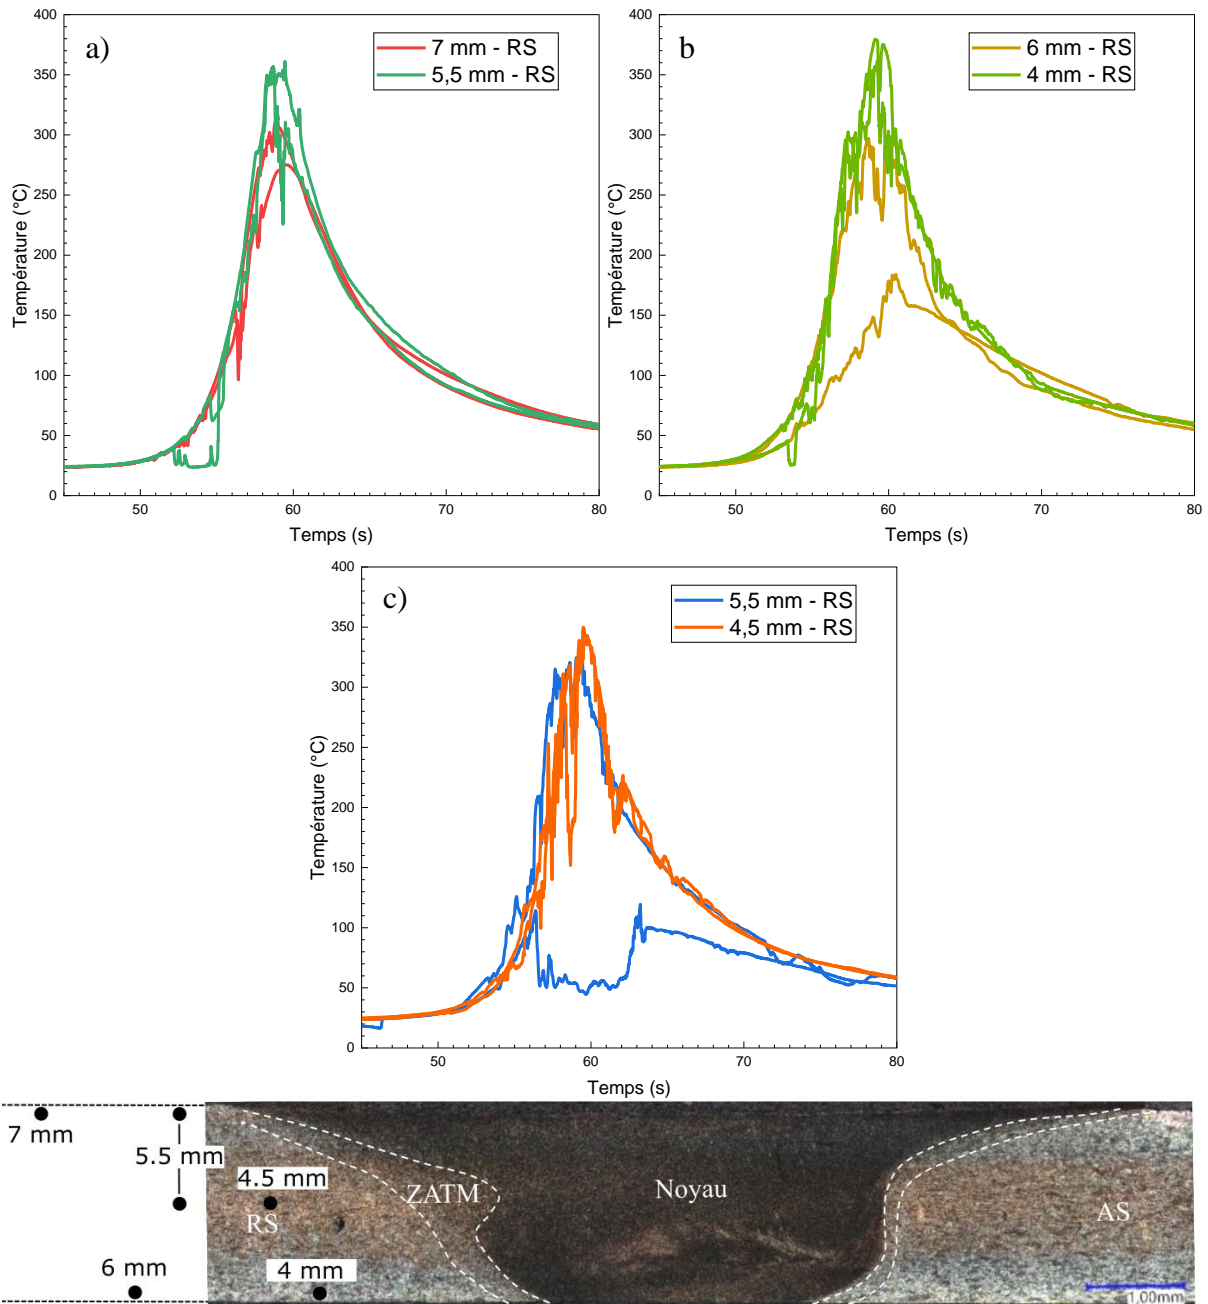 a)
7 mm - RS
5,5 mm - RS
400
350
300
250
200
150
100
50
0
50
60
70
80
Température (°C)
Temps (s)
b
6 mm - RS
4 mm - RS
400
350
300
250
200
150
100
50
0
50
60
70
80
Température (°C)
Temps (s)
c)
5,5 mm - RS
4,5 mm - RS
400
350
300
250
200
150
100
50
0
50
60
70
80
Température (°C)
Temps (s)
7 mm
5.5 mm
4.5 mm
ZATM
Noyau
RS
AS
6 mm
4 mm
1.00mm